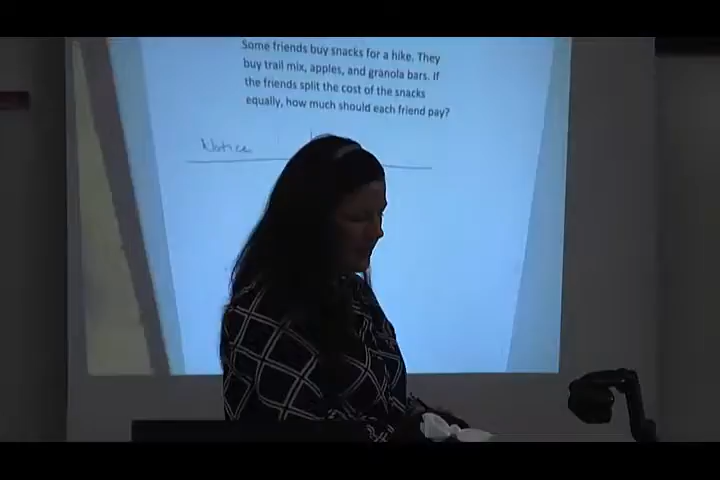 Some friends buy snacks for a hike. They
buy trail mix, apples, and granola bars. If
the friends split the cost of the snacks
equally, how much should each friend pay?
Notice